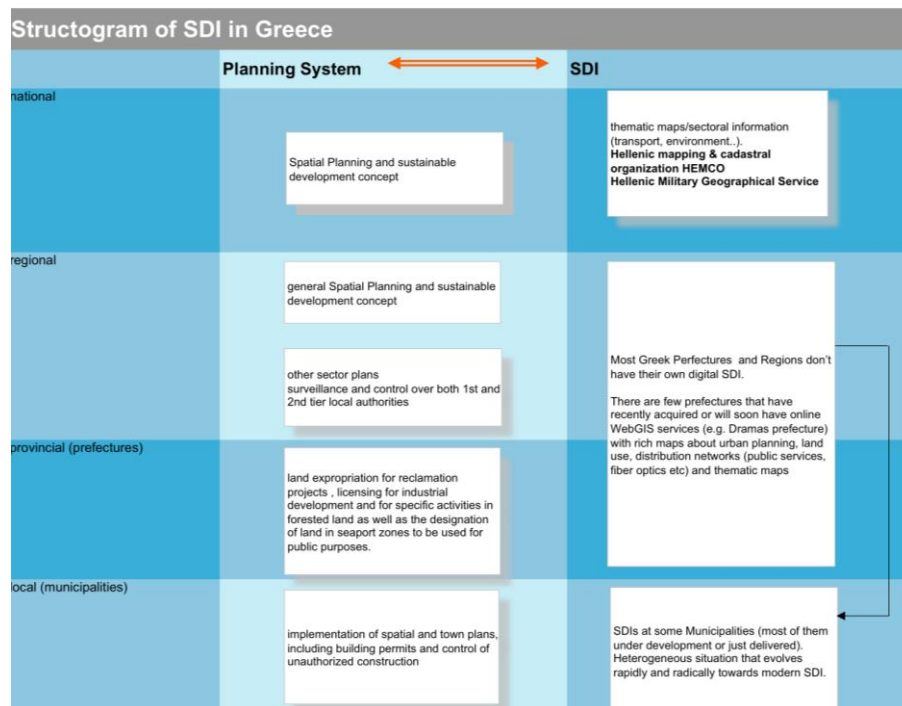 Structogram of SDI in Greece
Planning System
SDI
national
Spatial Planning and sustainable
development concept
thematic maps/sectoral information
(transport, environment..).
Hellenic mapping & cadastral
organization HEMCO
Hellenic Military Geographical Service
regional
general Spatial Planning and sustainable
development concept
other sector plans
surveillance and control over both 1st and
2nd tier local authorities
Most Greek Perfectures and Regions don't
have their own digital SDI.
There are few prefectures that have
recently acquired or will soon have online
WebGIS services (e.g. Dramas prefecture)
with rich maps about urban planning, land
use, distribution networks (public services,
fiber optics etc) and thematic maps
provincial (prefectures)
land expropriation for reclamation
projects , licensing for industrial
development and for specific activities in
forested land as well as the designation
of land in seaport zones to be used for
public purposes.
local (municipalities)
implementation of spatial and town plans,
including building permits and control of
unauthorized construction
SDIs at some Municipalities (most of them
under development or just delivered).
Heterogeneous situation that evolves
rapidly and radically towards modern SDI.